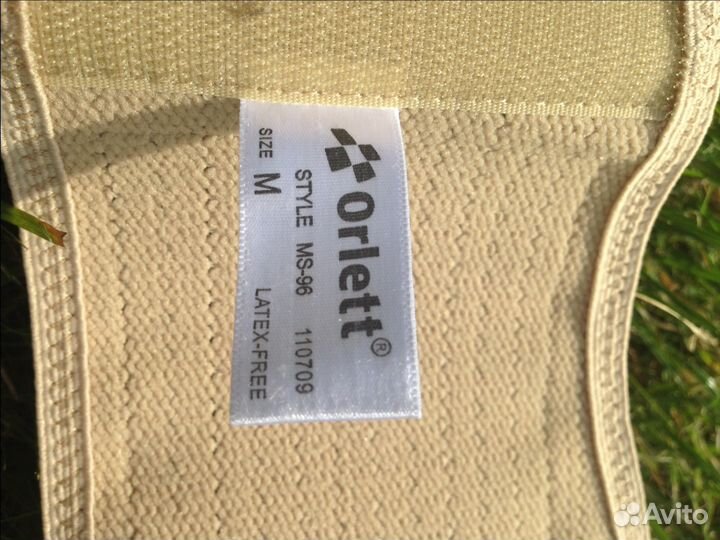 Orlett®
STYLE MS-96 110709
SIZE M LATEX-FREE
Avito